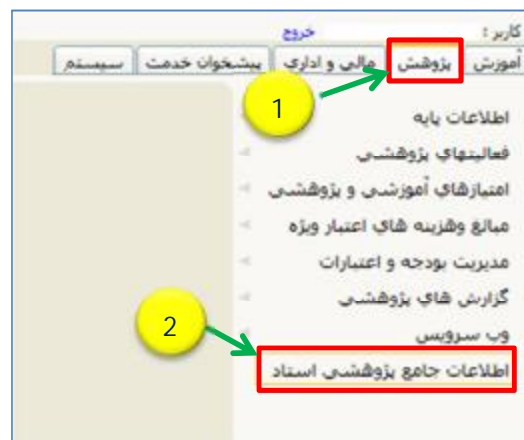 کاربر : خروج
آموزش پژوهش مالی و اداری پیشخوان خدمت سیستم
1
اطلاعات پایه
فعالیتهای پژوهشی
امتیازهای آموزشی و پژوهشی
مبالغ وهزینه های اعتبار ویژه
مدیریت بودجه و اعتبارات
گزارش های پژوهشی
2
وب سرویس
اطلاعات جامع پژوهشی استاد